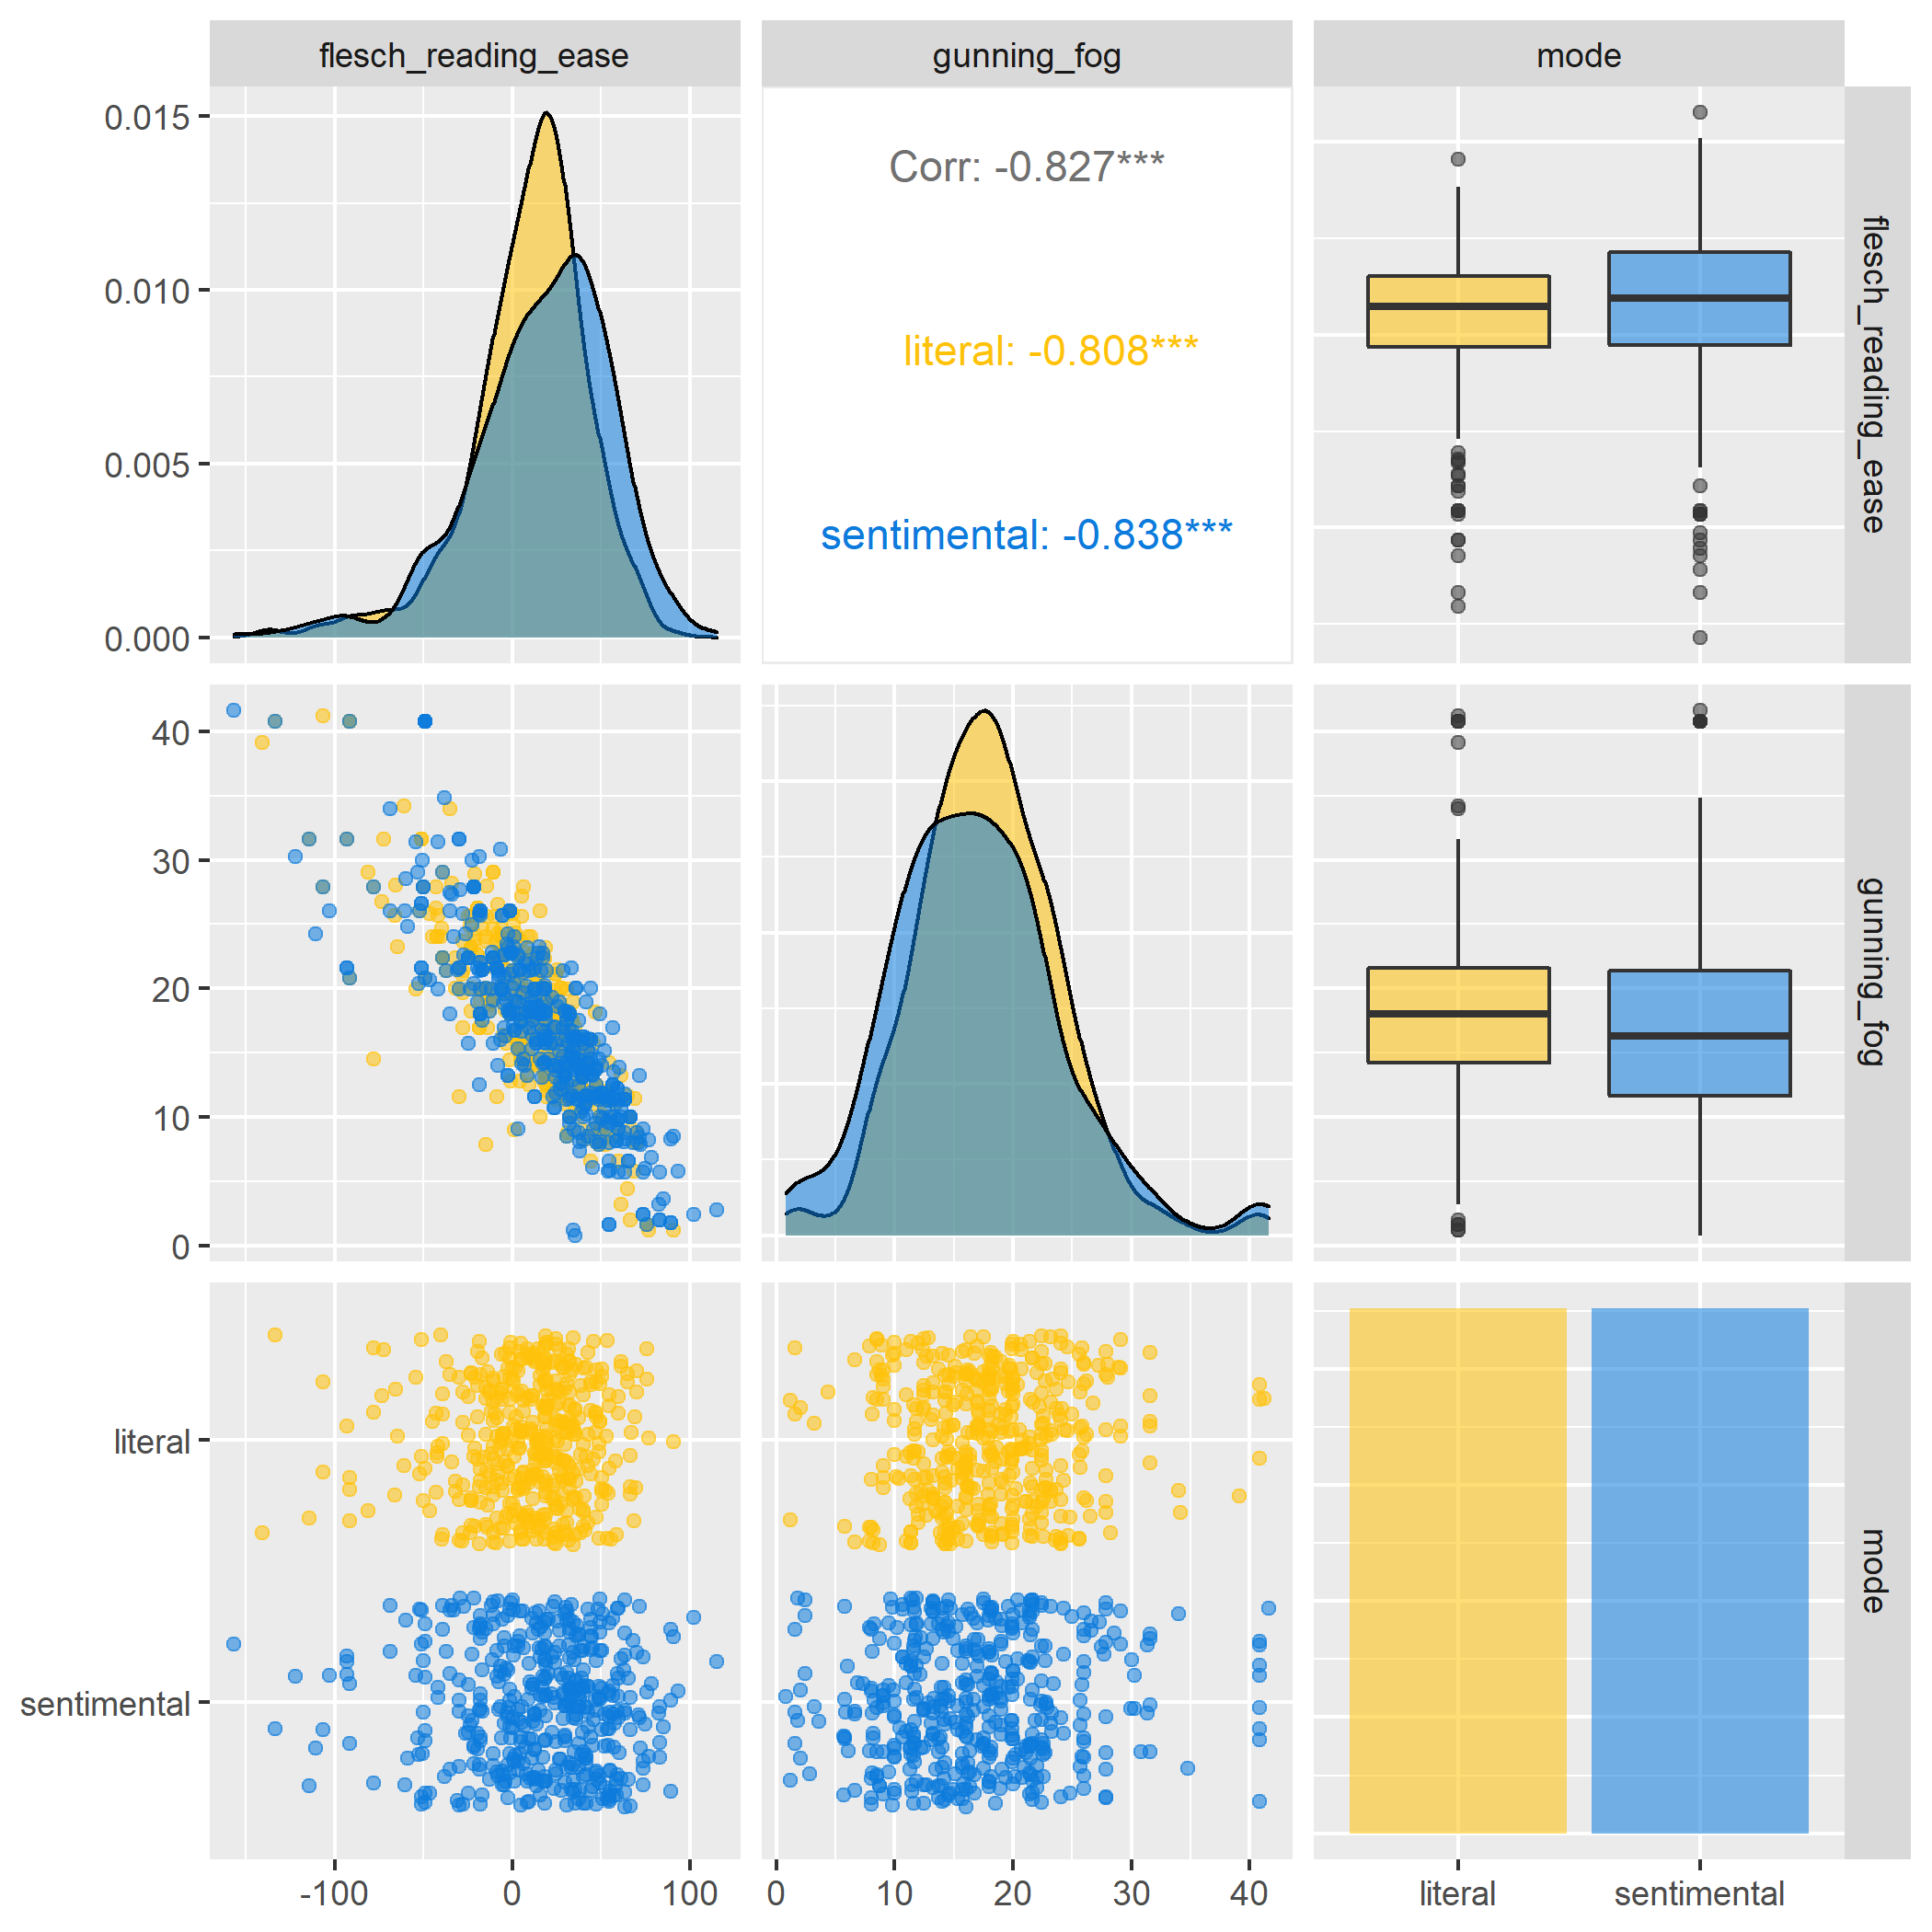 flesch_reading_ease
gunning_fog
mode
0.015
0.010
0.005
0.000
Corr: -0.827***
literal: -0.808***
sentimental: -0.838***
flesch_reading_ease
40
30
20
10
0
gunning_fog
literal
sentimental
mode
-100 0 100
0 10 20 30 40
literal sentimental